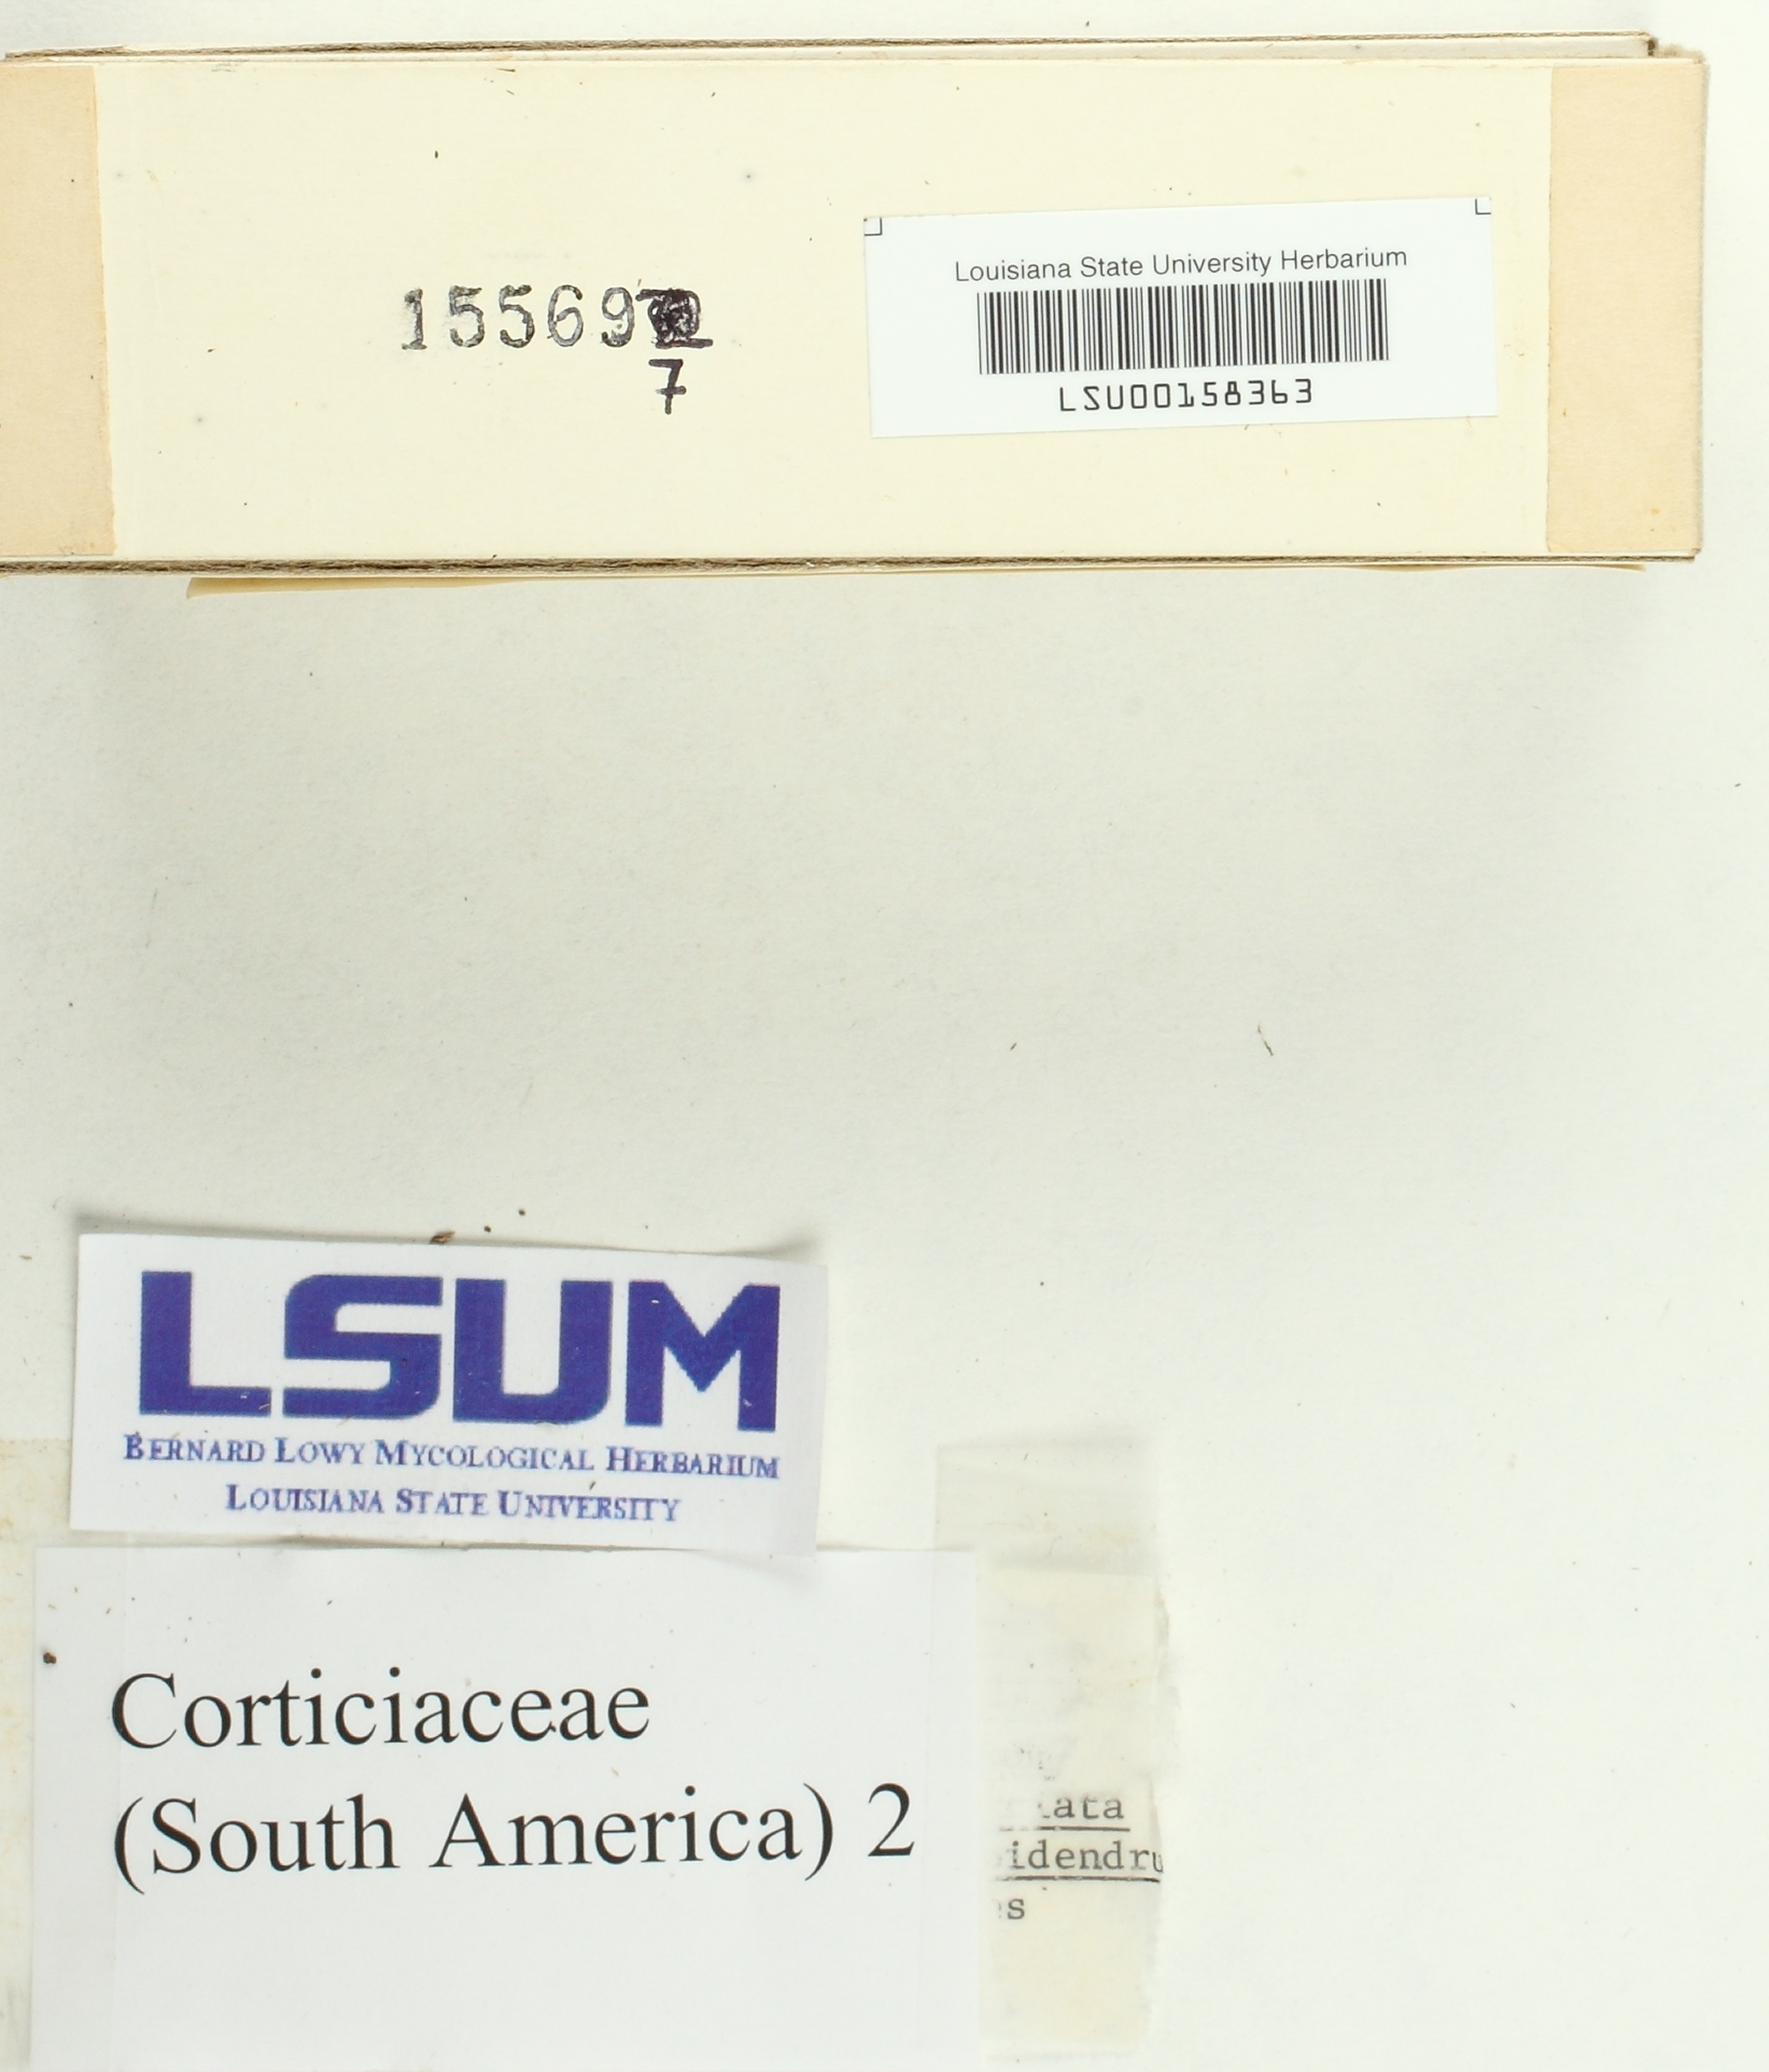 15569
7
Louisiana State University Herbarium
LSU00158363
LSUM
BERNARD LOWY MYCOLOGICAL HERBARIUM
LOUISIANA STATE UNIVERSITY
Corticiaceae
(South America) 2